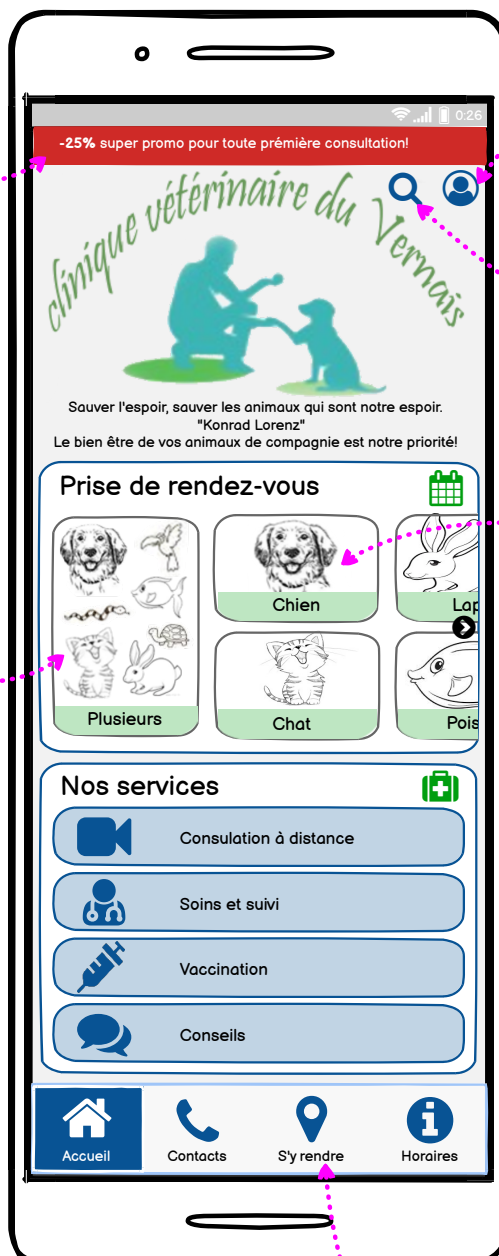 0:26
-25% super promo pour toute prémière consultation!
clinique vétérinaire du Vernais
Sauver l'espoir, sauver les animaux qui sont notre espoir.
"Konrad Lorenz"
Le bien être de vos animaux de compagnie est notre priorité!
Prise de rendez-vous
Plusieurs
Chien
Lap
Chat
Pois
Nos services
Consulation à distance
Soins et suivi
Vaccination
Conseils
Accueil
Contacts
S'y rendre
Horaires